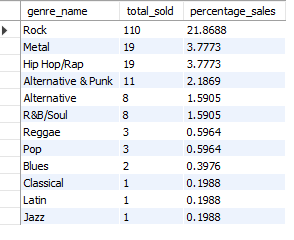 genre_name total_sold percentage_sales
Rock 110 21.8688
Metal 19 3.7773
Hip Hop/Rap 19 3.7773
Alternative & Punk 11 2.1869
Alternative 8 1.5905
R&B/Soul 8 1.5905
Reggae 3 0.5964
Pop 3 0.5964
Blues 2 0.3976
Classical 1 0.1988
Latin 1 0.1988
Jazz 1 0.1988